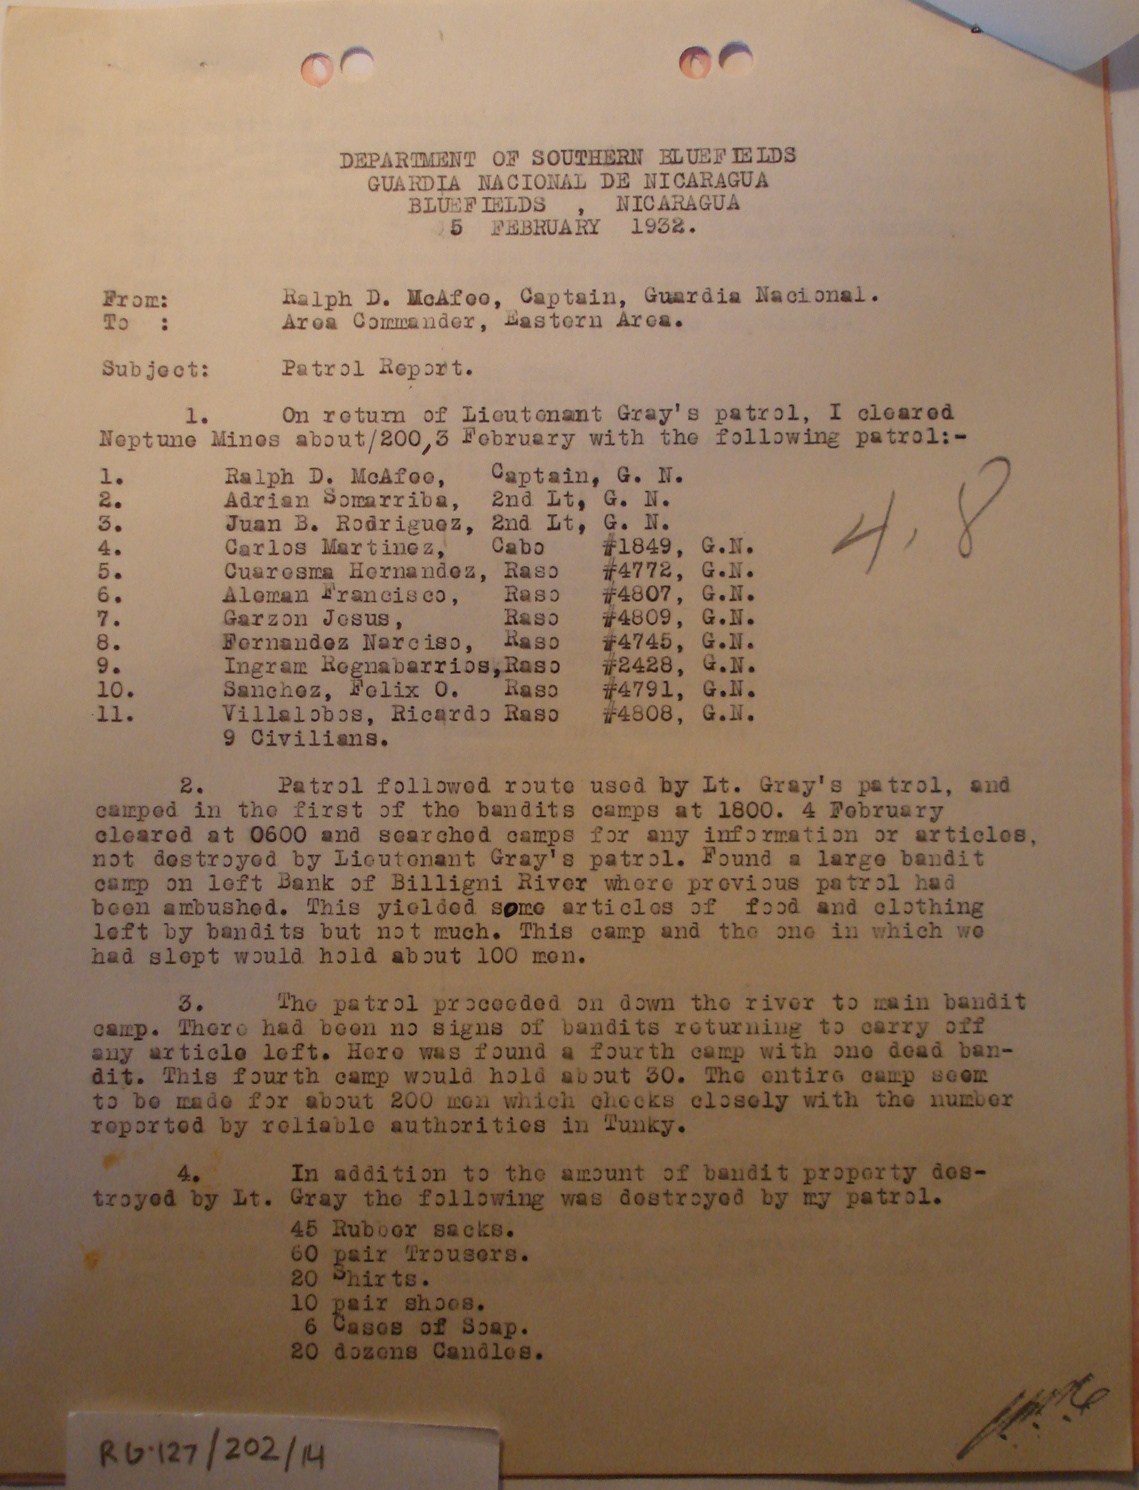 DEPARTMENT OF SOUTHERN BLUEFIELDS
GUARDIA NACIONAL DE NICARAGUA
BLUEFIELDS , NICARAGUA
5 FEBRUARY 1932.
From: Ralph D. McAfee, Captain, Guardia Nacional.
To : Area Commander, Eastern Area.
Subject: Patrol Report.
1. On return of Lieutenant Gray's patrol, I cleared
Neptune Mines about/200,3 February with the following patrol:-
1. Ralph D. McAfee, Captain, G. N.
2. Adrian Somarriba, 2nd Lt, G. N.
3. Juan B. Rodriguez, 2nd Lt, G. N.
4. Carlos Martinez, Cabo #1849, G.N.
5. Cuaresma Hernandez, Raso #4772, G.N.
6. Aleman Francisco, Raso #4807, G.N.
7. Garzon Jesus, Raso #4809, G.N.
8. Fernandez Narciso, Raso #4745, G.N.
9. Ingram Regnabarrios, Raso #2428, G.N.
10. Sanchez, Felix O. Raso #4791, G.N.
11. Villalobos, Ricardo Raso #4808, G.N.
9 Civilians.
4.8
2. Patrol followed route used by Lt. Gray's patrol, and
camped in the first of the bandits camps at 1800. 4 February
cleared at 0600 and searched camps for any information or articles,
not destroyed by Lieutenant Gray's patrol. Found a large bandit
camp on left Bank of Billigni River where previous patrol had
been ambushed. This yielded some articles of food and clothing
left by bandits but not much. This camp and the one in which we
had slept would hold about 100 men.
3. The patrol proceeded on down the river to main bandit
camp. There had been no signs of bandits returning to carry off
any article left. Here was found a fourth camp with one dead ban-
dit. This fourth camp would hold about 30. The entire camp seem
to be made for about 200 men which checks closely with the number
reported by reliable authorities in Tunky.
4. In addition to the amount of bandit property des-
troyed by Lt. Gray the following was destroyed by my patrol.
45 Rubber sacks.
60 pair Trousers.
20 Shirts.
10 pair shoes.
6 Cases of Soap.
20 dozens Candles.
RG·127/202/14